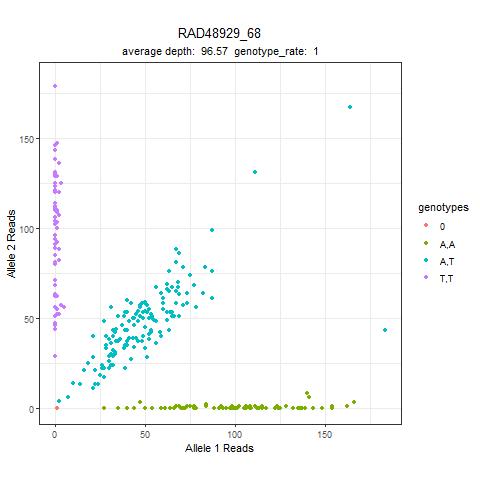 RAD48929_68
average depth:  96.57  genotype_rate:  1
Allele 2 Reads
150
100
50
0
0
50
100
150
Allele 1 Reads
genotypes
0
A,A
A,T
T,T